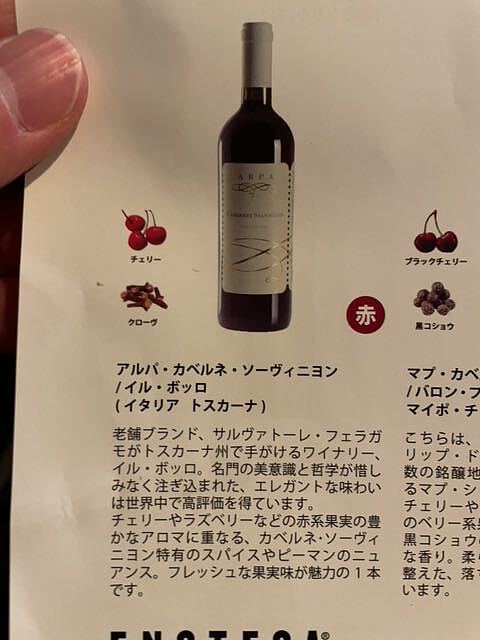 ARPA
CABERNET SAUVIGNON
チェリー
クローヴ
赤
アルパ・カベルネ・ソーヴィニヨン
/イル・ボッロ
(イタリア トスカーナ)
老舗ブランド、サルヴァトーレ・フェラガ
モがトスカーナ州で手がけるワイナリー、
イル・ボッロ。名門の美意識と哲学が惜し
みなく注ぎ込まれた、エレガントな味わい
は世界中で高評価を得ています。
チェリーやラズベリーなどの赤系果実の豊
かなアロマに重なる、カベルネ・ソーヴィ
ニヨン特有のスパイスやピーマンのニュ
アンス。フレッシュな果実味が魅力の1本
です。
ブラックチェリー
黒コショウ
マプ・カベ
/バロン・フ
マイポ・チ
こちらは、
リップ・ド
数の銘醸地
るマプ・シ
チェリーや
のベリー系
黒コショウ
な香り。柔ら
整えた、落
います。
ENOTECA®